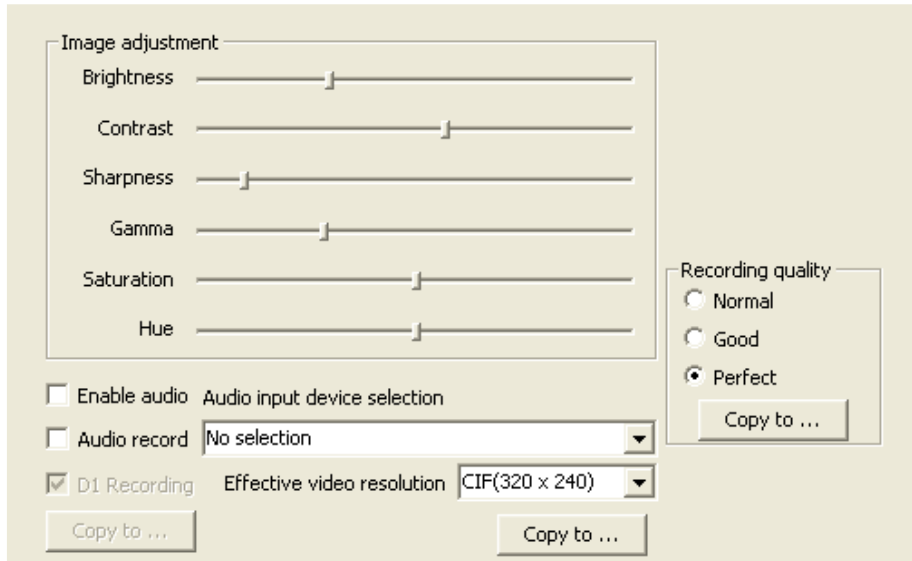 Image adjustment
Brightness
Contrast
Sharpness
Gamma
Saturation
Hue
Recording quality
Normal
Good
Perfect
Copy to ...
Enable audio Audio input device selection
Audio record No selection
D1 Recording Effective video resolution CIF(320 x 240)
Copy to ... Copy to ...